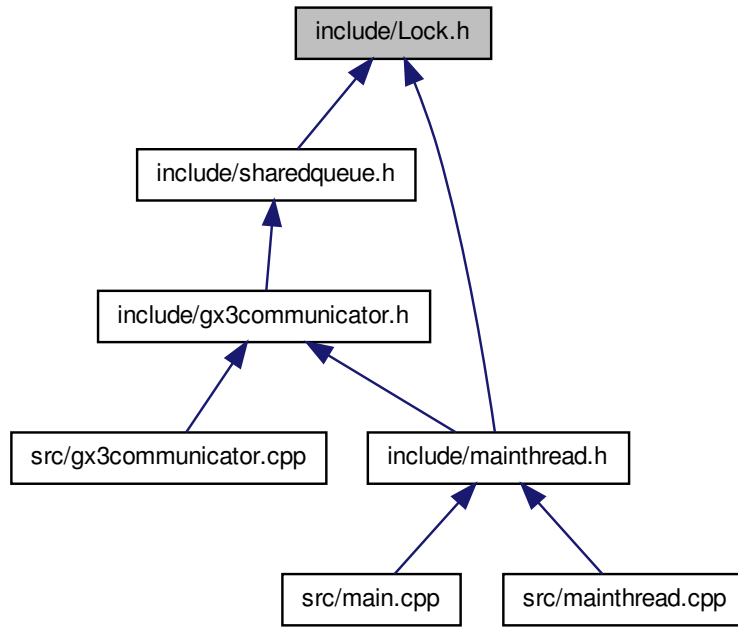 include/Lock.h
include/sharedqueue.h
include/gx3communicator.h
src/gx3communicator.cpp
include/mainthread.h
src/main.cpp
src/mainthread.cpp